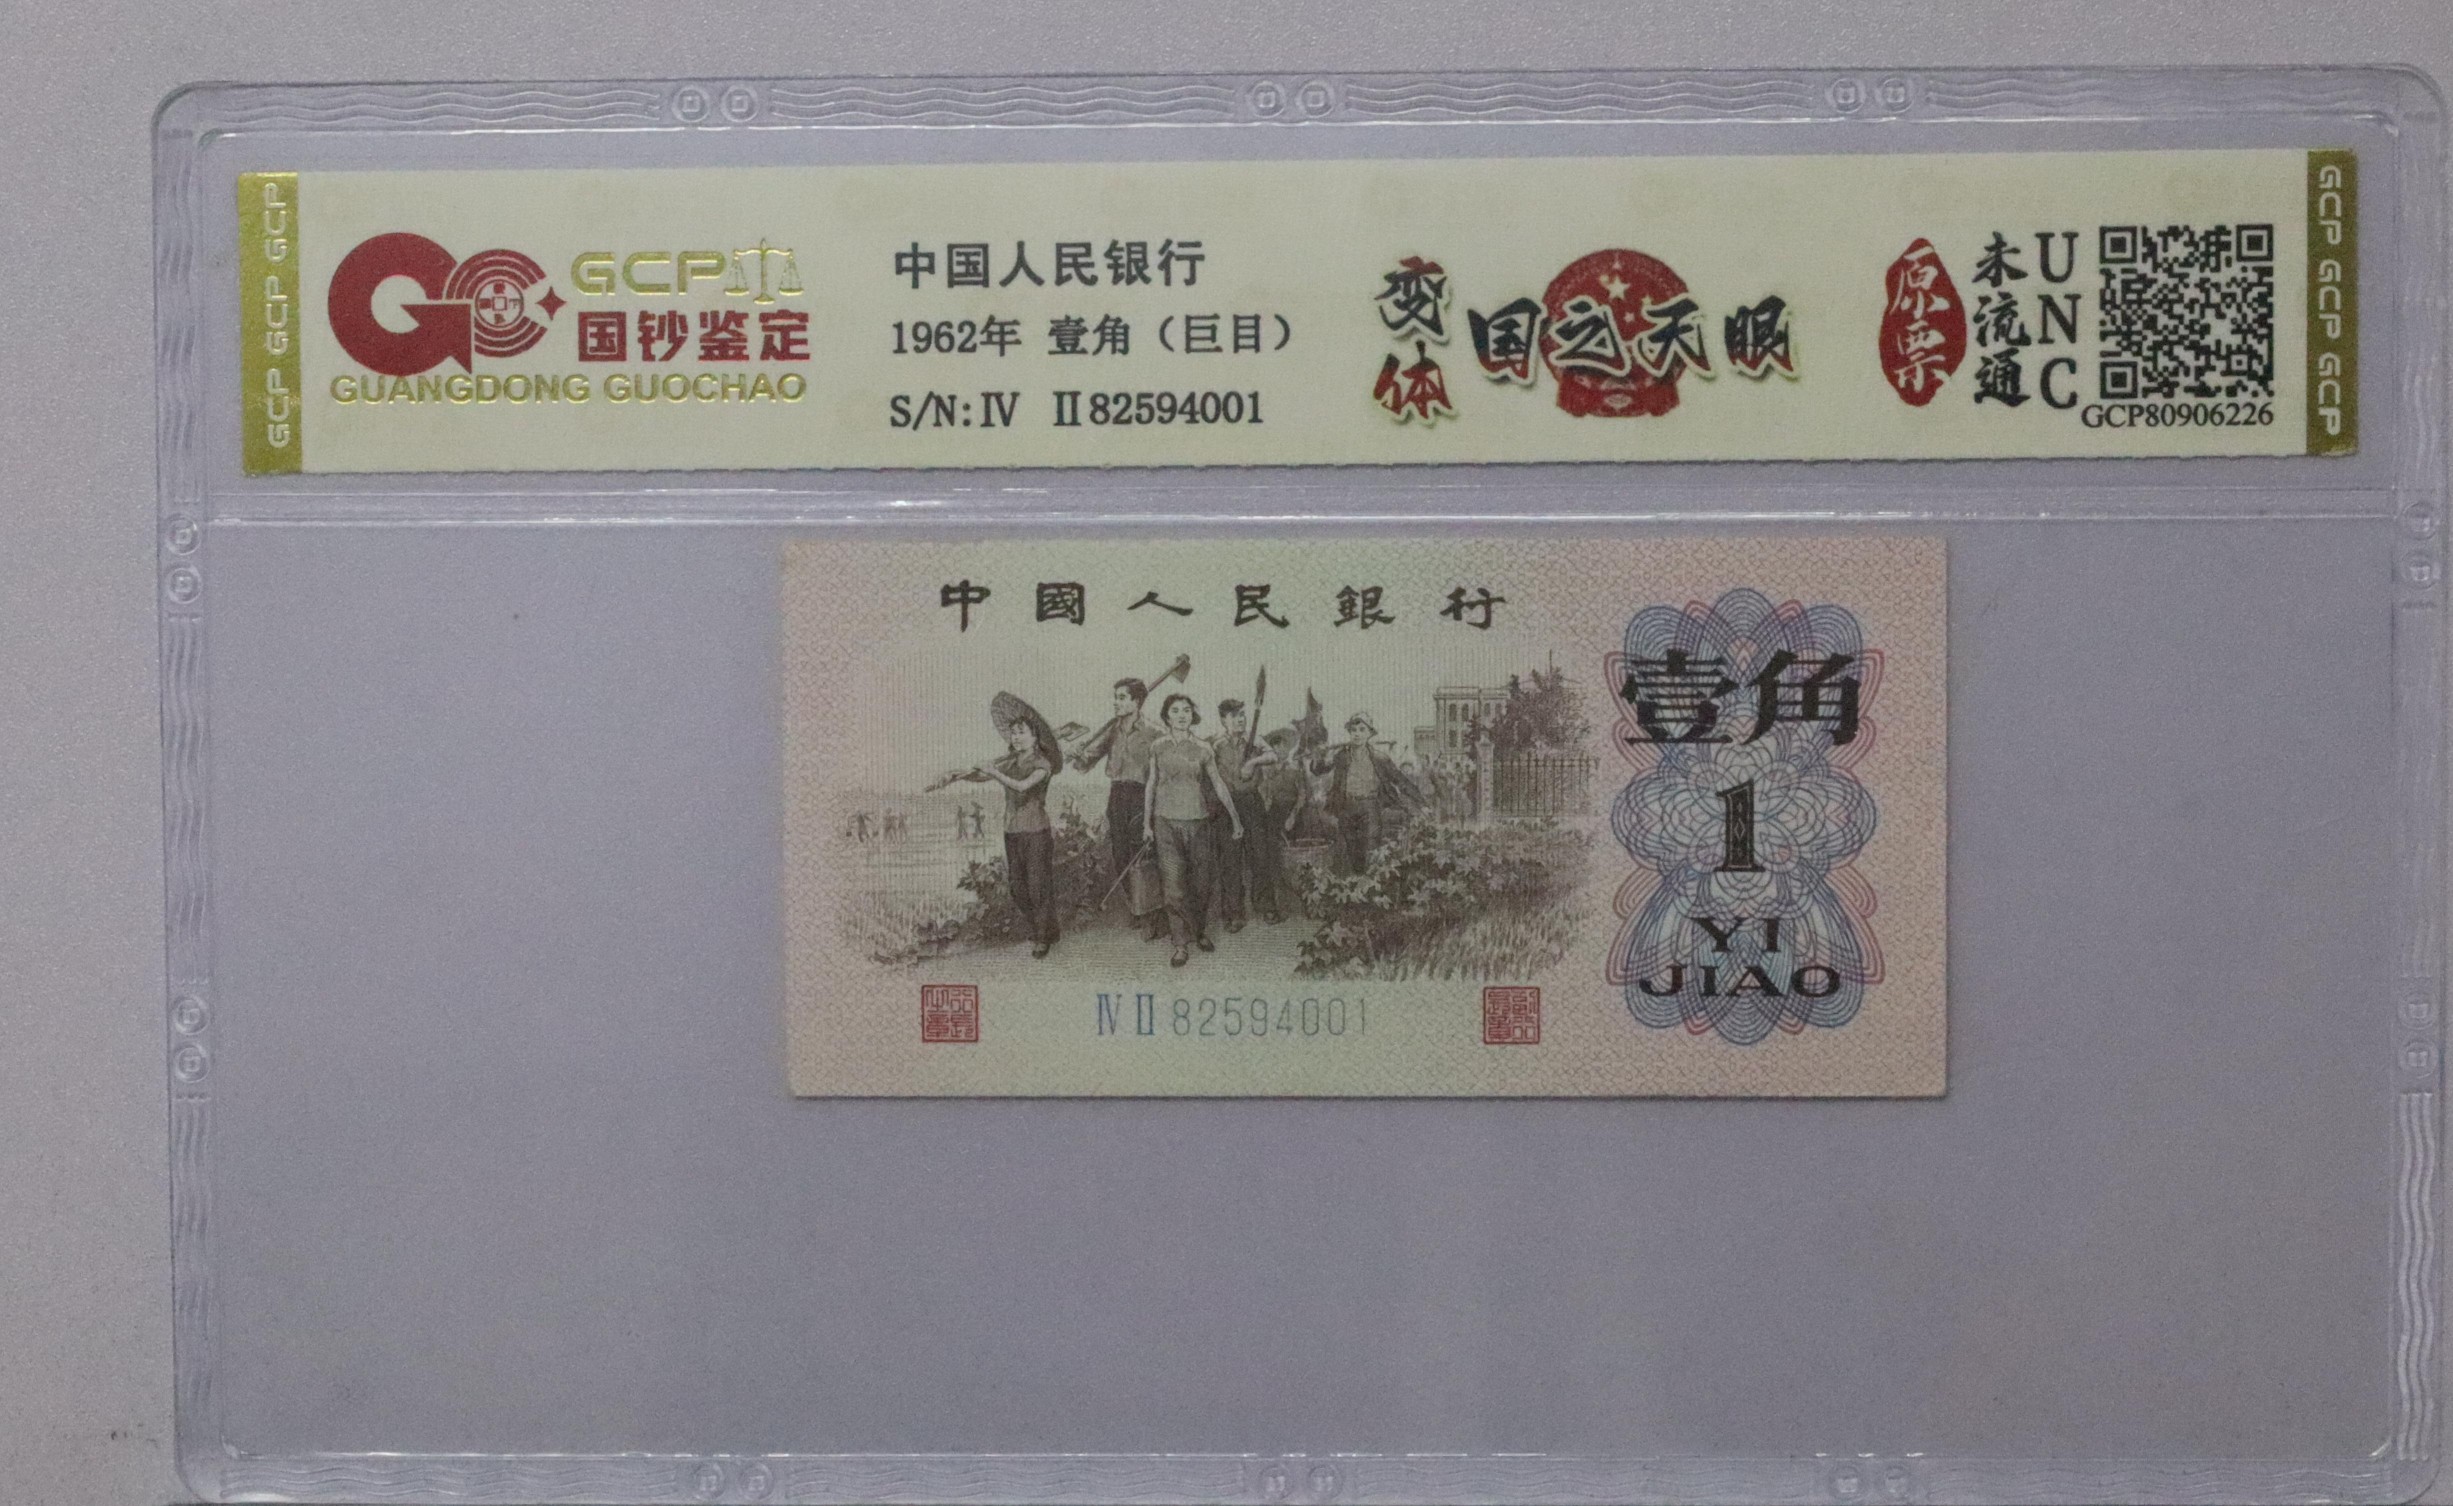 GCP GCP GCP
GCP
国钞鉴定
GUANGDONG GUOCHAO
中国人民银行
1962年 壹角（巨目）
S/N: IV II82594001
变体
国之天眼
原票
未流通
UNC
GCP80906226
GCP GCP GCP
中國人民銀行
壹角
1
YI
JIAO
IV II 82594001